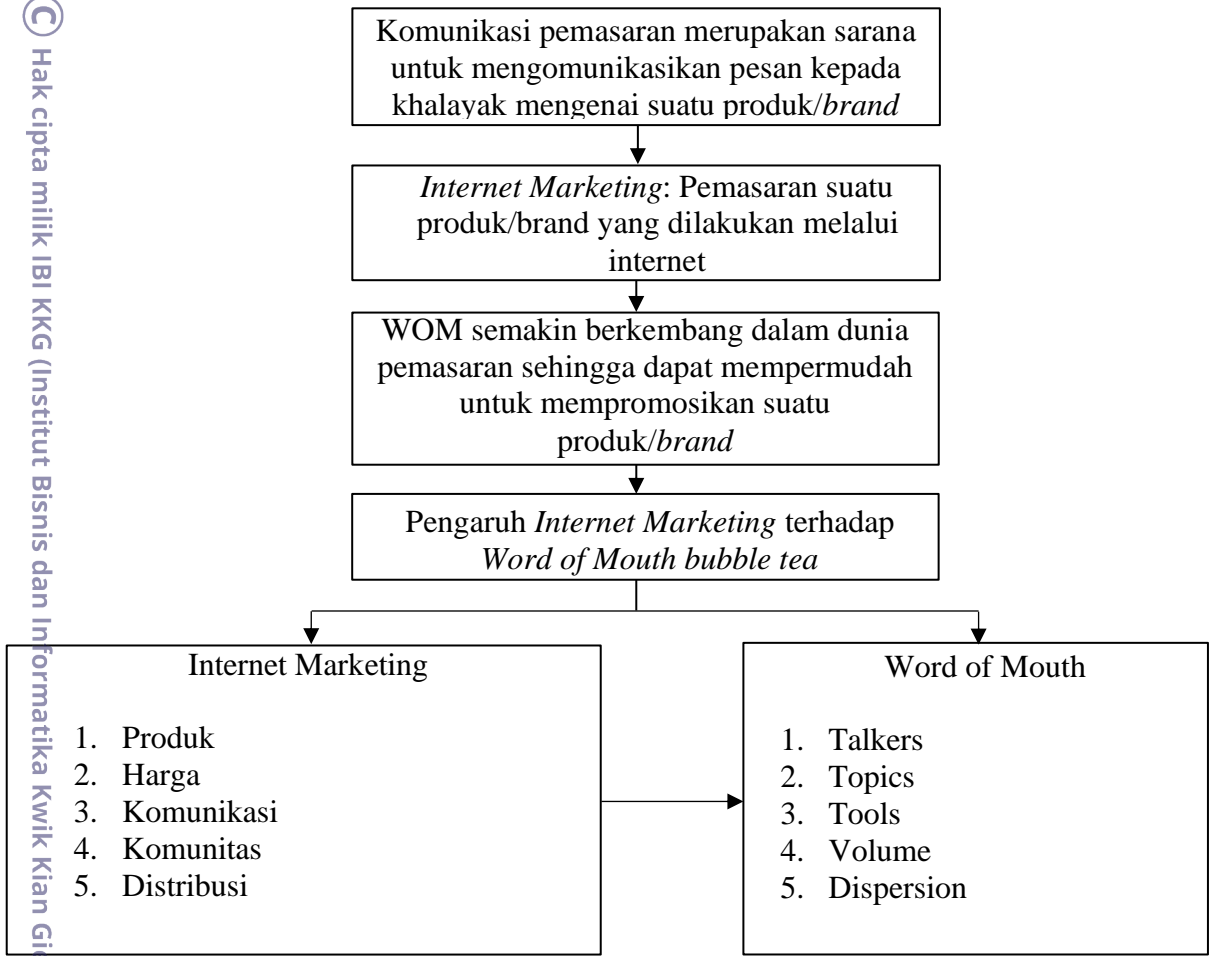 © Hak cipta milik IBI KKG (Institut Bisnis dan Informatika Kwik Kian
Komunikasi pemasaran merupakan sarana
untuk mengomunikasikan pesan kepada
khalayak mengenai suatu produk/brand
Internet Marketing: Pemasaran suatu
produk/brand yang dilakukan melalui
internet
WOM semakin berkembang dalam dunia
pemasaran sehingga dapat mempermudah
untuk mempromosikan suatu
produk/brand
Pengaruh Internet Marketing terhadap
Word of Mouth bubble tea
Internet Marketing
1. Produk
2. Harga
3. Komunikasi
4. Komunitas
5. Distribusi
Word of Mouth
1. Talkers
2. Topics
3. Tools
4. Volume
5. Dispersion